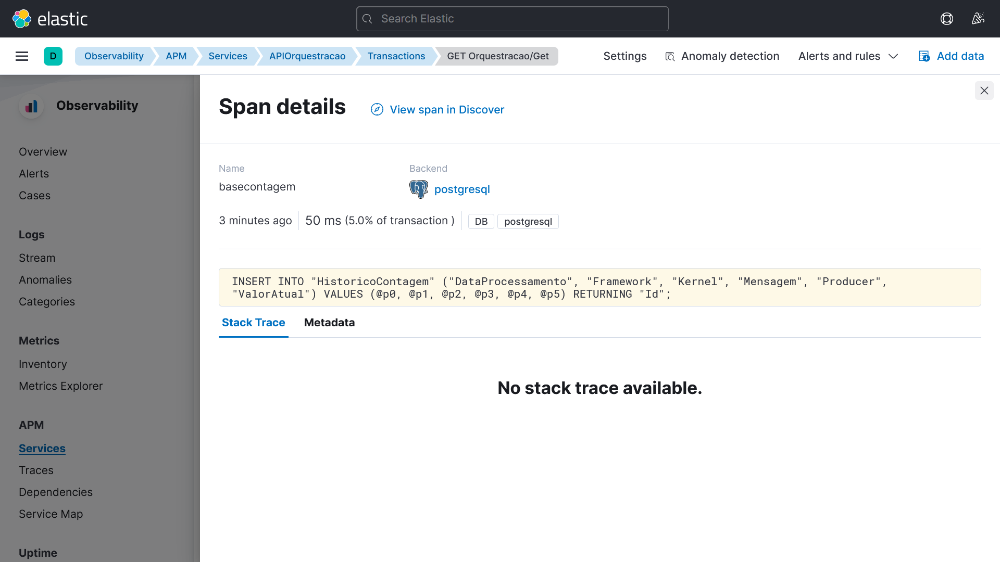 elastic
Search Elastic
D
Observability
APM
Services
APIOrquestracao
Transactions
GET Orquestracao/Get
Settings
Anomaly detection
Alerts and rules
Add data
Observability
Overview
Alerts
Cases
Logs
Stream
Anomalies
Categories
Metrics
Inventory
Metrics Explorer
APM
Services
Traces
Dependencies
Service Map
Uptime
Span details
View span in Discover
Name
basecontagem
Backend
postgresql
3 minutes ago
50 ms (5.0% of transaction )
DB
postgresql
INSERT INTO "HistoricoContagem" ("DataProcessamento", "Framework", "Kernel", "Mensagem", "Producer",
"ValorAtual") VALUES (@p0, @p1, @p2, @p3, @p4, @p5) RETURNING "Id";
Stack Trace
Metadata
No stack trace available.